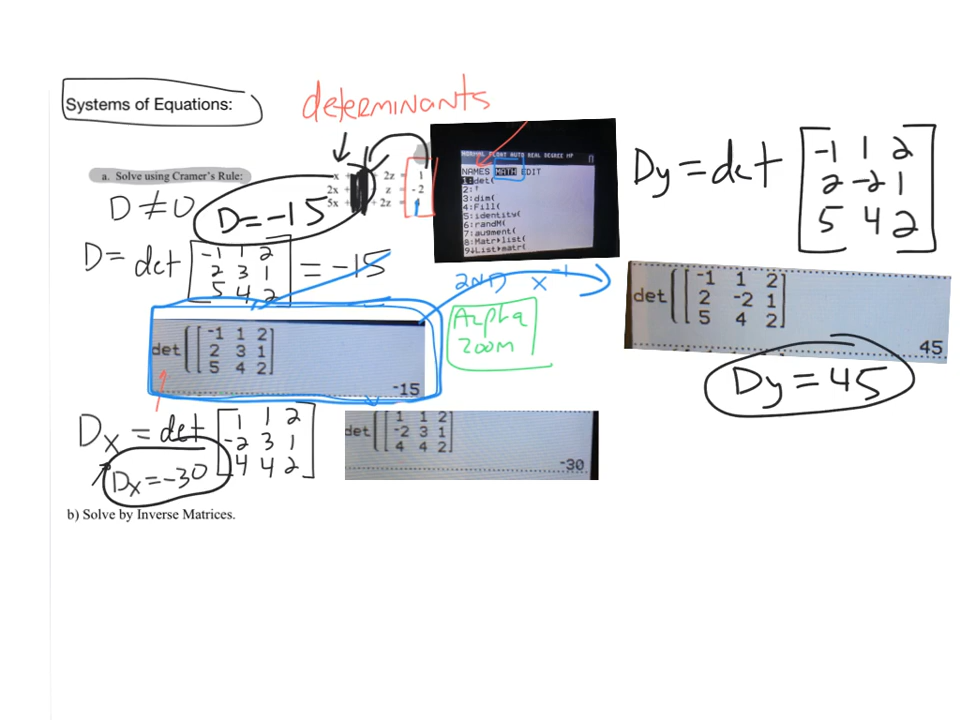 Systems of Equations:
determinants
a. Solve using Cramer's Rule:
-x + 2z = 1
2x + z = -2
5x + 2z = 4
D ≠ 0
D = -15
D = det [-1 1 2
2 3 1
5 4 2] = -15
NORMAL FLOAT AUTO REAL DEGREE MP
NAMES MATH EDIT
1:det(
2:ᵀ
3:dim(
4:Fill(
5:identity(
6:randM(
7:augment(
8:Matr▸list(
9↓List▸matr(
2ND x⁻¹
Alpha
zoom
det([[-1 1 2]
[2 3 1]
[5 4 2]
-15
Dx = det [1 1 2
-2 3 1
4 4 2]
Dx = -30
det([[1 1 2]
[-2 3 1]
[4 4 2]
-30
b) Solve by Inverse Matrices.
Dy = det [-1 1 2
2 -2 1
5 4 2]
det([[-1 1 2]
[2 -2 1]
[5 4 2]
45
Dy = 45